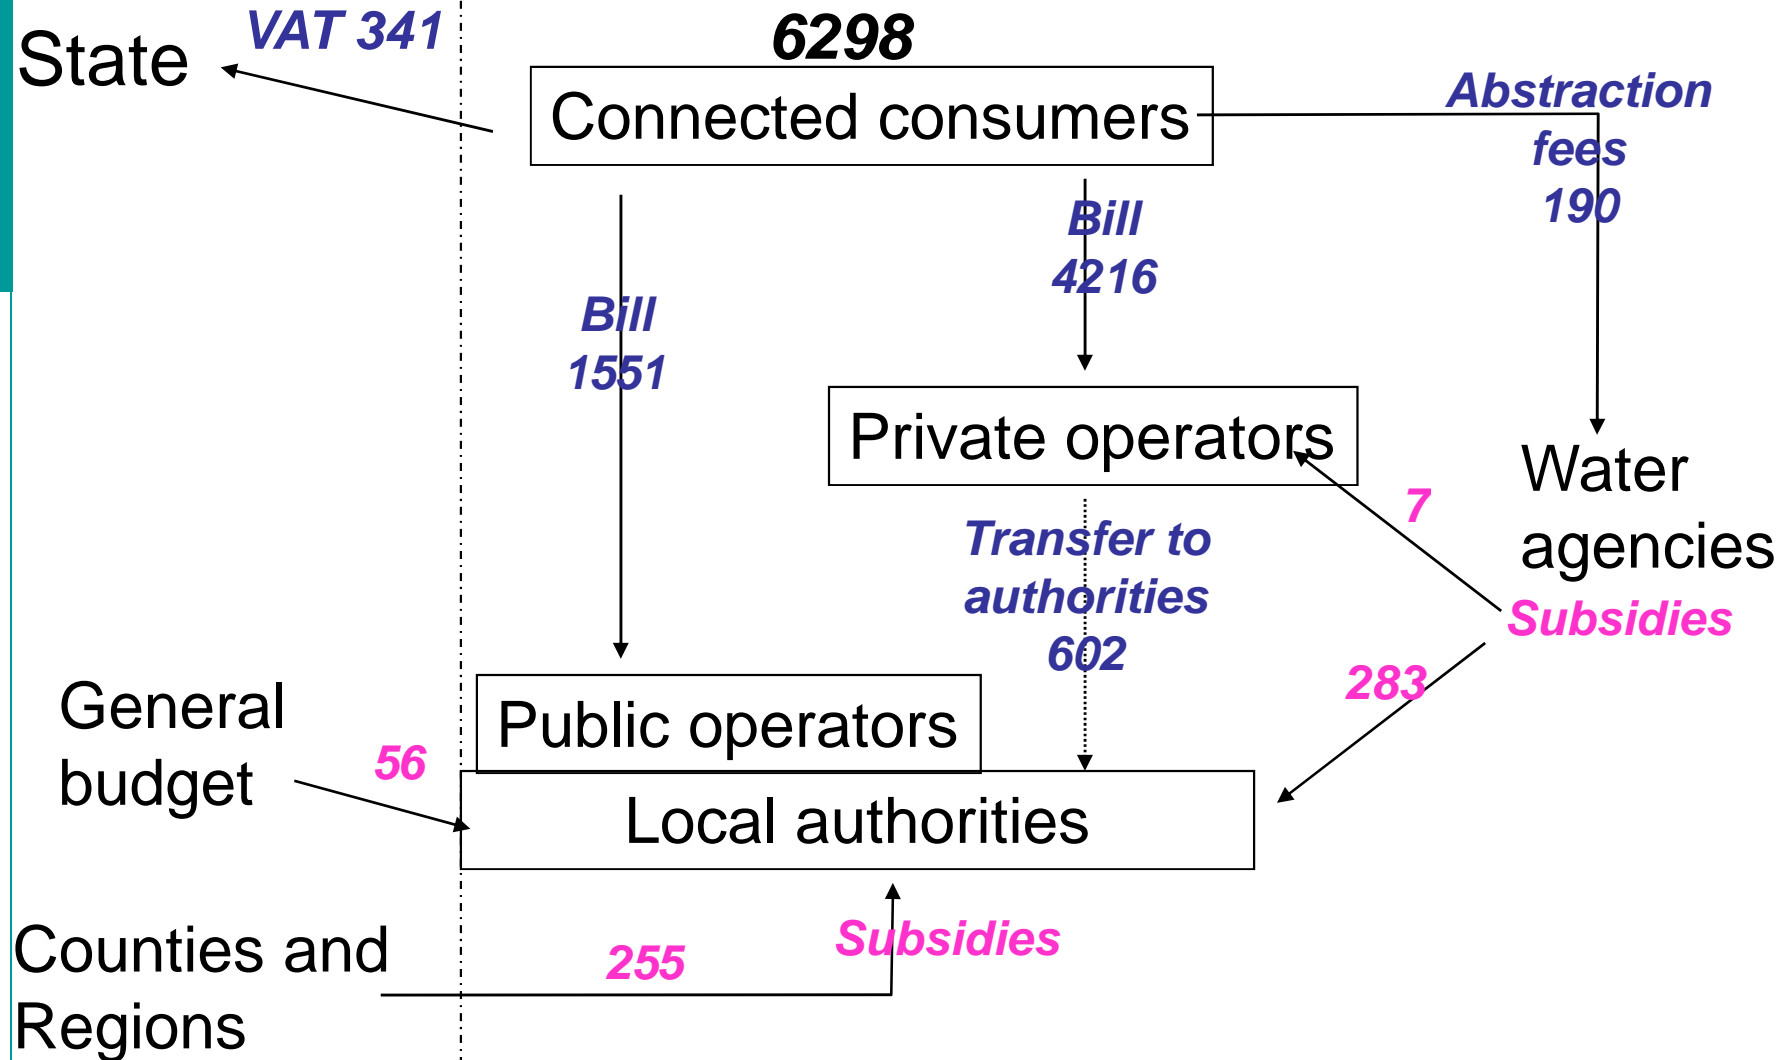 State
VAT 341
6298
Connected consumers
Abstraction
fees
190
Bill
4216
Bill
1551
Private operators
Water
agencies
7
Transfer to
authorities
602
Subsidies
283
General
budget
56
Public operators
Local authorities
Counties and
Regions
255
Subsidies